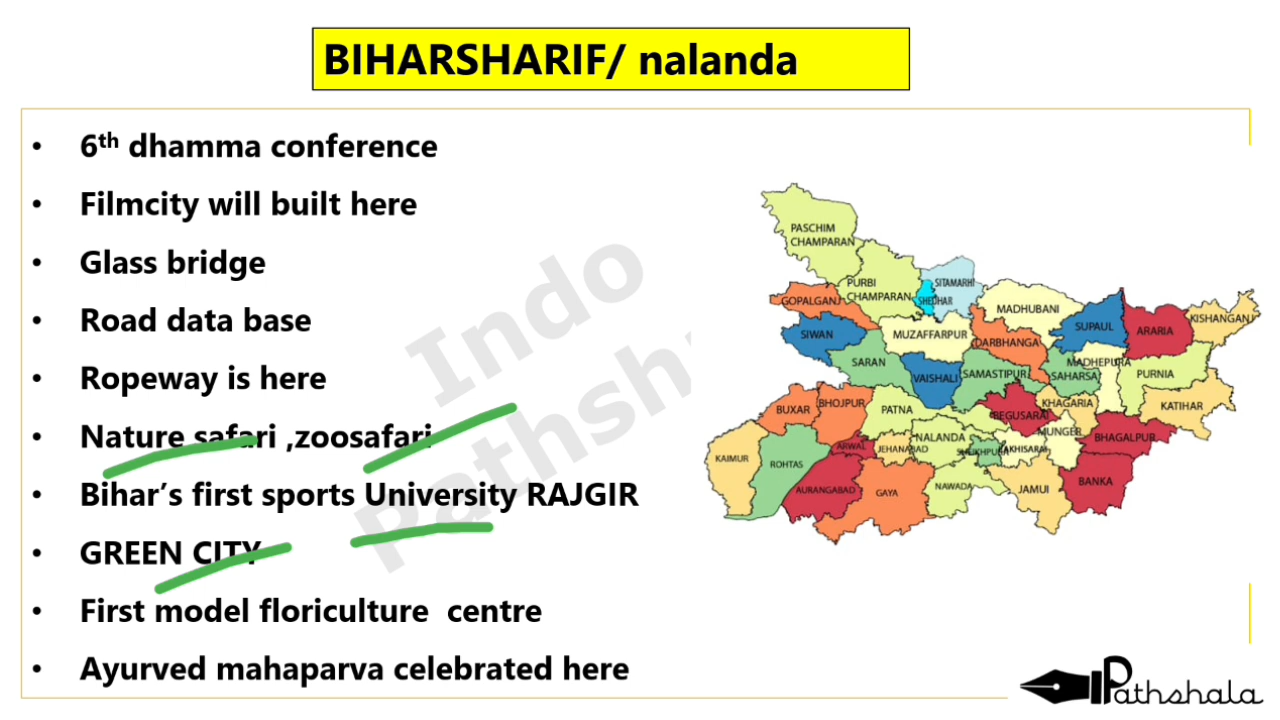 BIHARSHARIF/ nalanda
• 6th dhamma conference
• Filmcity will built here
• Glass bridge
• Road data base
• Ropeway is here
• Nature safari ,zoosafari
• Bihar's first sports University RAJGIR
• GREEN CITY
• First model floriculture centre
• Ayurved mahaparva celebrated here
Indo
Pathsh
PASCHIM
CHAMPARAN
PURBI
CHAMPARAN
SITAMARHI
SHEOHAR
GOPALGANJ
MADHUBANI
KISHANGANJ
SIWAN
MUZAFFARPUR
DARBHANGA
SUPAUL
ARARIA
SARAN
VAISHALI
SAMASTIPUR
SAHARSA
MADHEPURA
PURNIA
BUXAR
BHOJPUR
PATNA
BEGUSARAI
KHAGARIA
KATIHAR
KAIMUR
ROHTAS
ARWAL
JEHANABAD
NALANDA
SHEIKHPURA
LAKHISARAI
MUNGER
BHAGALPUR
AURANGABAD
GAYA
NAWADA
JAMUI
BANKA
Pathshala